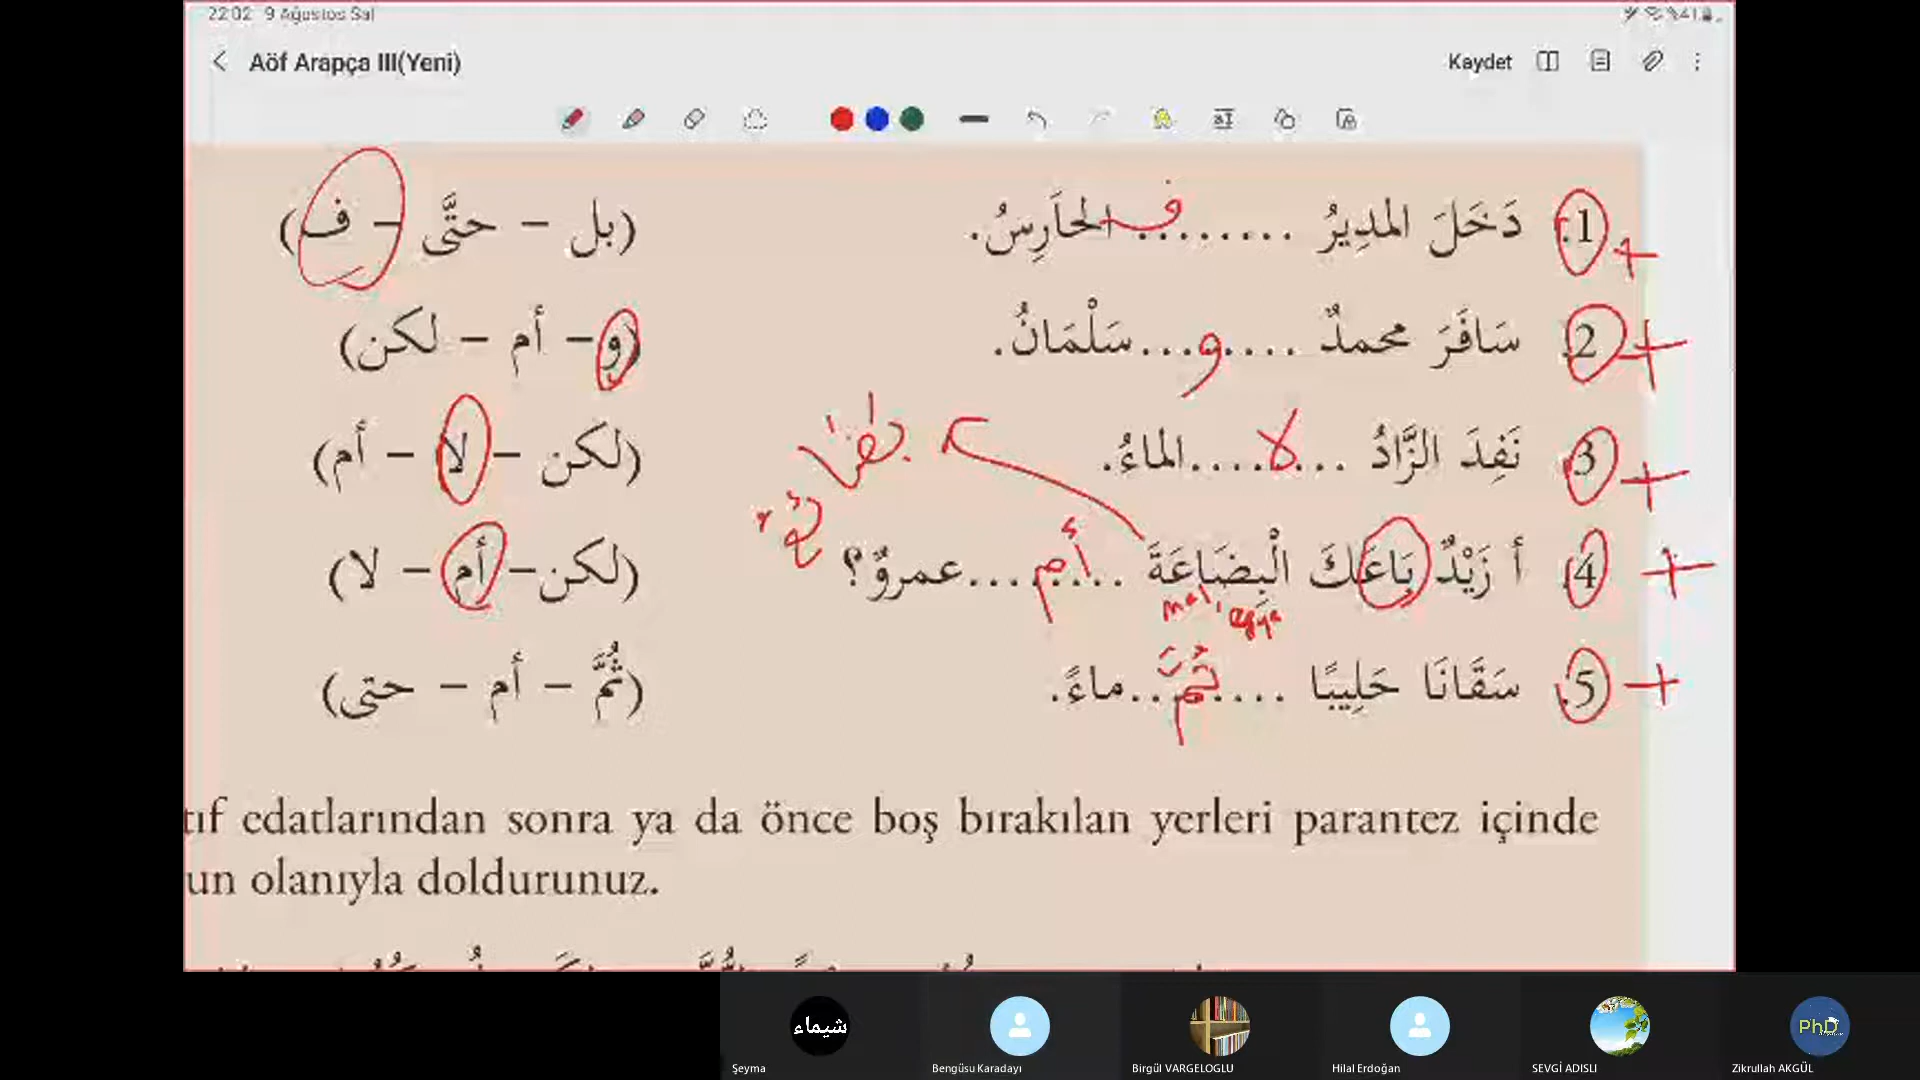 22:02 9 Ağustos Sal
Aöf Arapça III(Yeni)
Kaydet
1. دَخَلَ المدِيرُ ........ف الحَارِسُ. (بل – حتَّى – ف)
2. سَافَرَ محمدٌ ....و...سَلْمَانُ. (و – أم – لكن)
3. نَفِدَ الزَّادُ ...لا....الماءُ. (لكن – لا – أم)
4. أ زَيْدٌ بَاعَكَ الْبِضَاعَةَ ..أم....عمروٌ؟ (لكن – أم – لا)
mal, eşya
5. سَقَانَا حَلِيبًا ....ثُمَّ..ماءً. (ثُمَّ – أم – حتى)
tıf edatlarından sonra ya da önce boş bırakılan yerleri parantez içinde
un olanıyla doldurunuz.
شيماء
PhD
Şeyma
Bengüsu Karadayı
Birgül VARGELOGLU
Hilal Erdoğan
SEVGİ ADISLI
Zikrullah AKGÜL